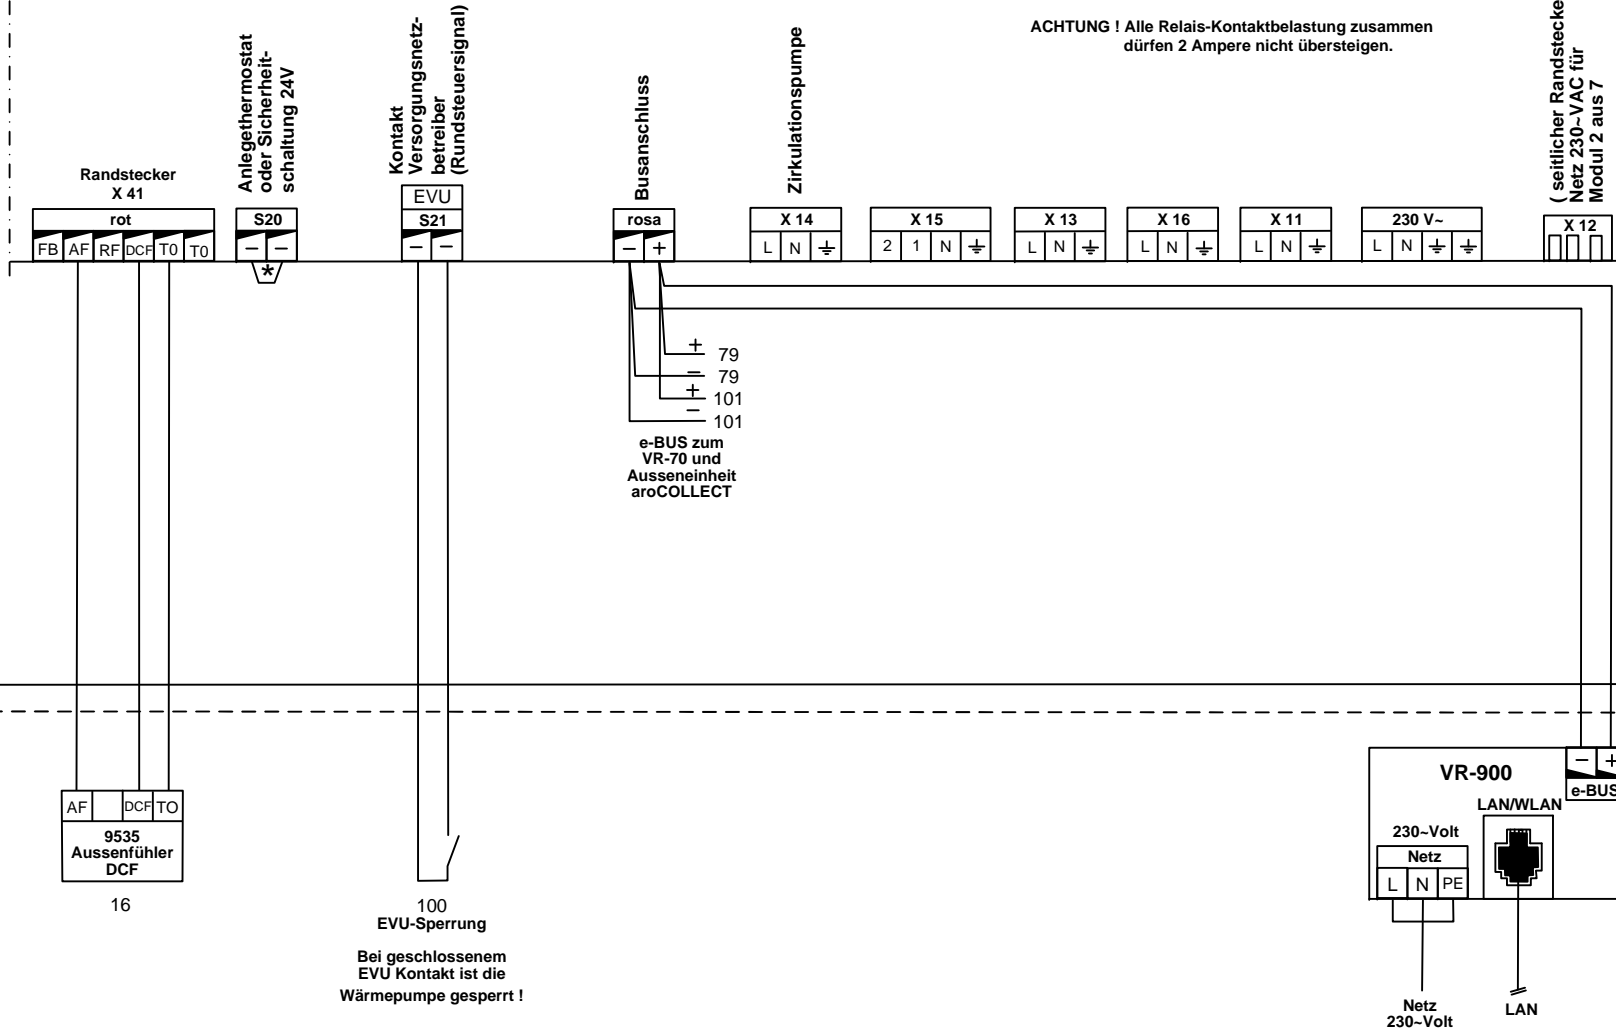 ACHTUNG ! Alle Relais-Kontaktbelastung zusammen
dürfen 2 Ampere nicht übersteigen.
Anlegethermostat
oder Sicherheit-
schaltung 24V
Kontakt
Versorgungsnetz-
betreiber
(Rundsteuersignal)
Busanschluss
Zirkulationspumpe
( seitlicher Randstecke
Netz 230~VAC für
Modul 2 aus 7
Randstecker
X 41
rot
FB AF RF DCF T0 T0
S20
– –
*
EVU
S21
– –
rosa
– +
X 14
L N
X 15
2 1 N
X 13
L N
X 16
L N
X 11
L N
230 V~
L N
X 12
+ 79
– 79
+ 101
– 101
e-BUS zum
VR-70 und
Ausseneinheit
aroCOLLECT
AF DCF TO
9535
Aussenfühler
DCF
16
100
EVU-Sperrung
Bei geschlossenem
EVU Kontakt ist die
Wärmepumpe gesperrt !
VR-900
– +
e-BUS
LAN/WLAN
230~Volt
Netz
L N PE
Netz
230~Volt
LAN